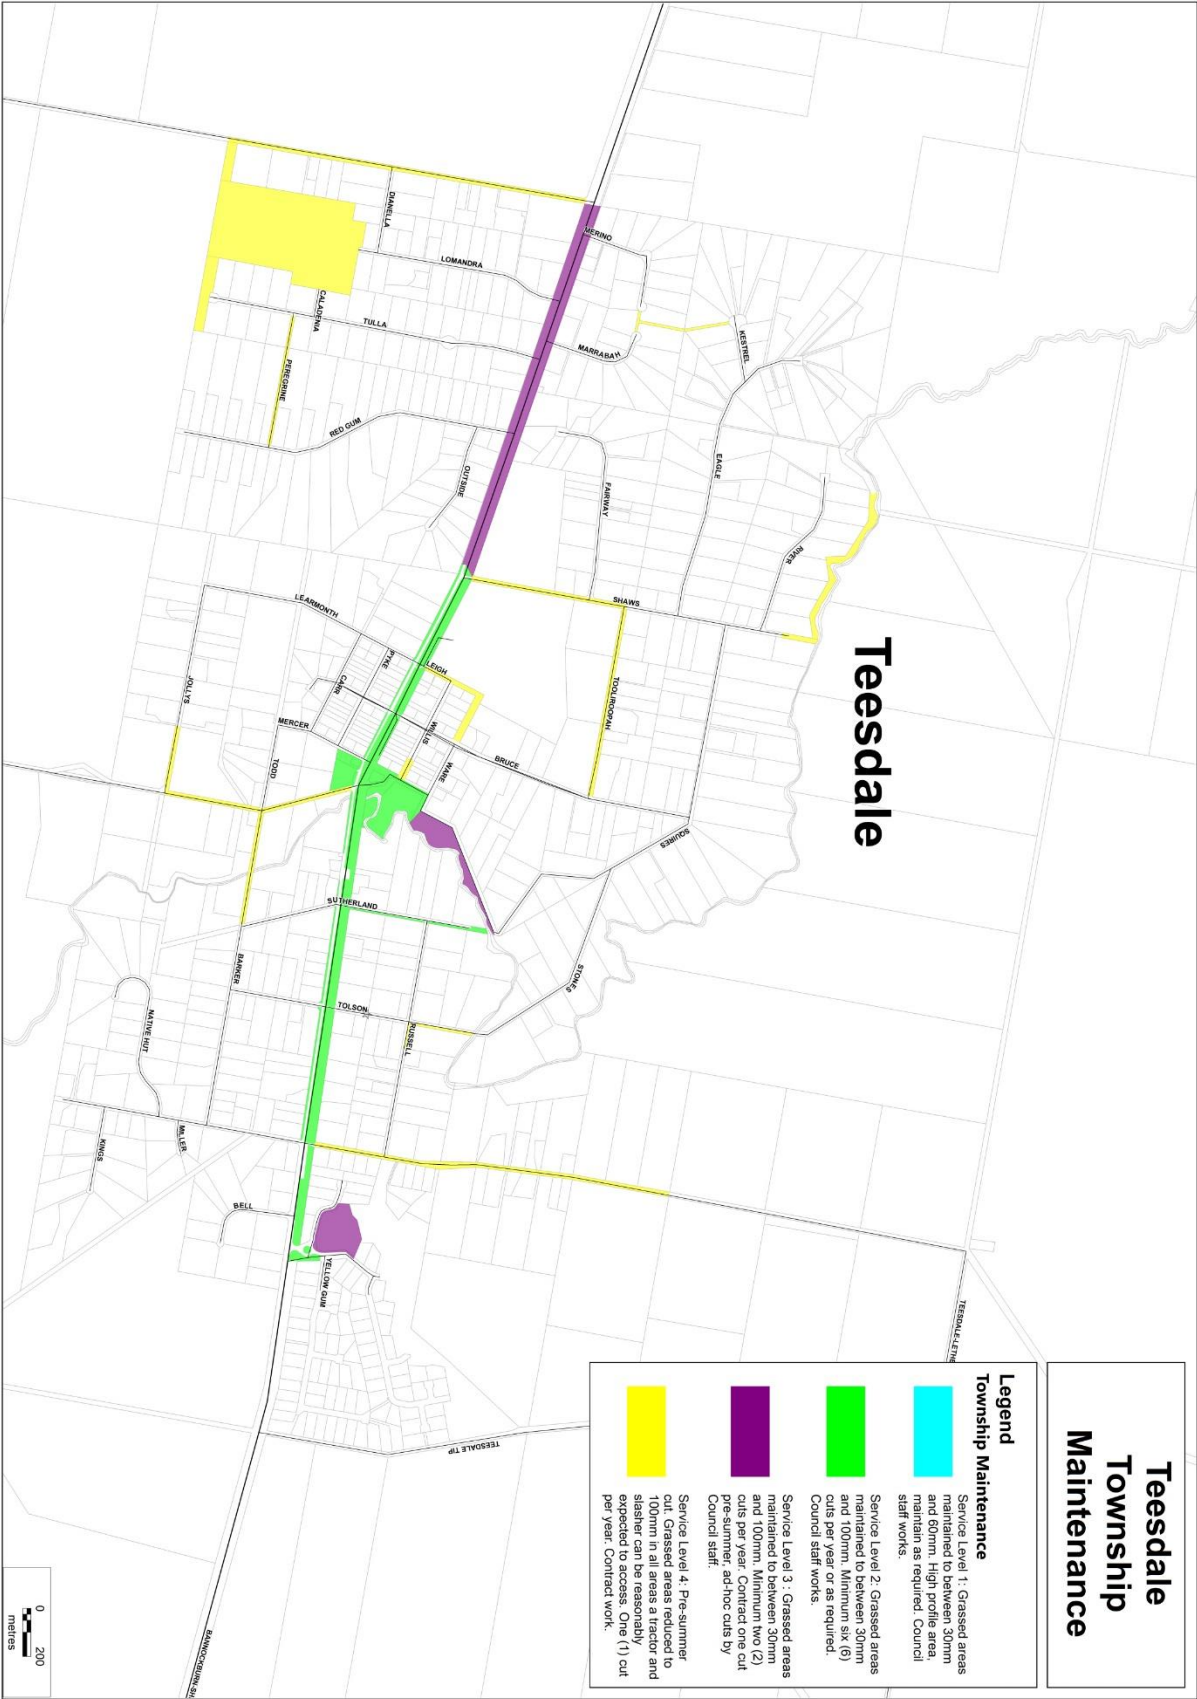 Teesdale
Township
Maintenance
Legend
Township Maintenance
Service Level 1: Grassed areas
maintained to between 30mm
and 60mm. High profile area,
maintain as required. Council
staff works.
Service Level 2: Grassed areas
maintained to between 30mm
and 100mm. Minimum six (6)
cuts per year or as required.
Council staff works.
Service Level 3 : Grassed areas
maintained to between 30mm
and 100mm. Minimum two (2)
cuts per year. Contract one cut
pre-summer, ad-hoc cuts by
Council staff.
Service Level 4: Pre-summer
cut. Grassed areas reduced to
100mm in all areas a tractor and
slasher can be reasonably
expected to access. One (1) cut
per year. Contract work.
Teesdale
MERINO
DIANELLA
LOMANDRA
CALADENIA
TULLA
MARRABAH
KESTREL
PEREGRINE
RED GUM
OUTSIDE
EAGLE
FAIRWAY
RIVER
SHAWS
LEARMONTH
LEIGH
PYKE
CARR
JOLLYS
MERCER
TODD
WILLIS
WARE
BRUCE
TOOLIROOPAH
SQUIRES
SUTHERLAND
STONES
BARKER
TOLSON
RUSSELL
NATIVE HUT
MILLER
KINGS
BELL
YELLOW GUM
TEESDALE-LETHB
TEESDALE TIP
BANNOCKBURN-SH
0 200
metres